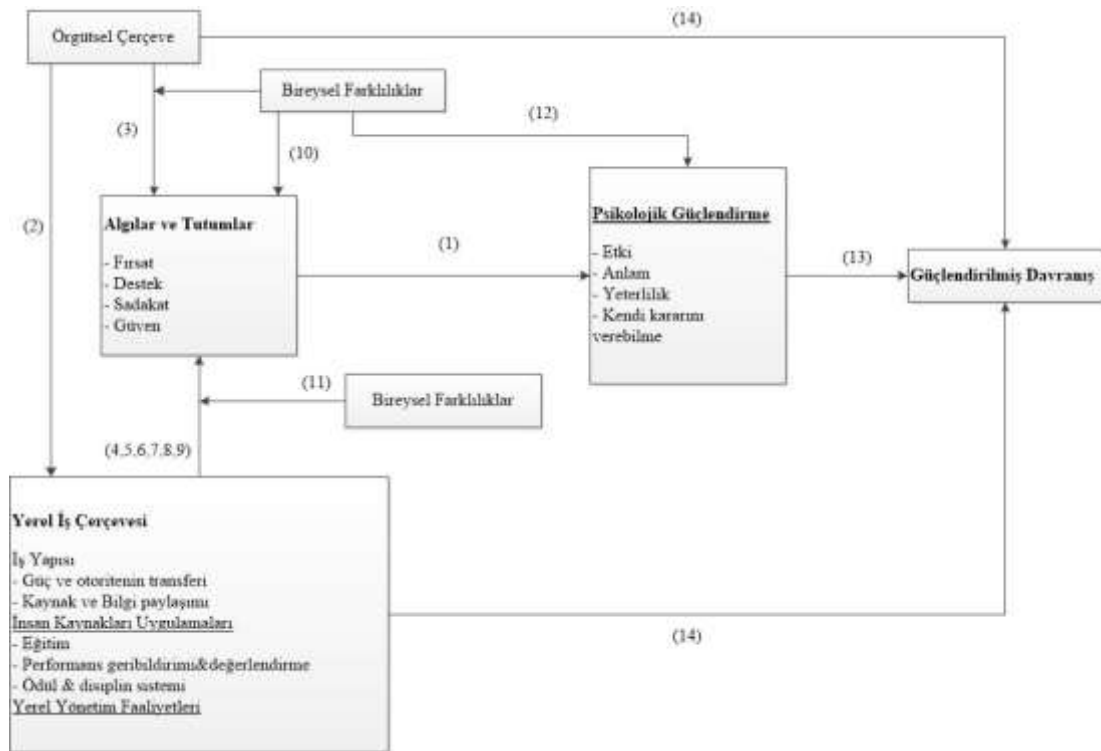 (14)
Örgütsel Çerçeve
Bireysel Farklılıklar
(12)
(3)
(10)
(2)
Algılar ve Tutumlar
- Fırsat
- Destek
- Sadakat
- Güven
(1)
Psikolojik Güçlendirme
- Etki
- Anlam
- Yeterlilik
- Kendi kararını
verebilme
(13)
Güçlendirilmiş Davranış
(11)
Bireysel Farklılıklar
(4,5,6,7,8,9)
Yerel İş Çerçevesi
İş Yapısı
- Güç ve otoritenin transferi
- Kaynak ve Bilgi paylaşımı
İnsan Kaynakları Uygulamaları
- Eğitim
- Performans geribildirimi&değerlendirme
- Ödül & disiplin sistemi
Yerel Yönetim Faaliyetleri
(14)